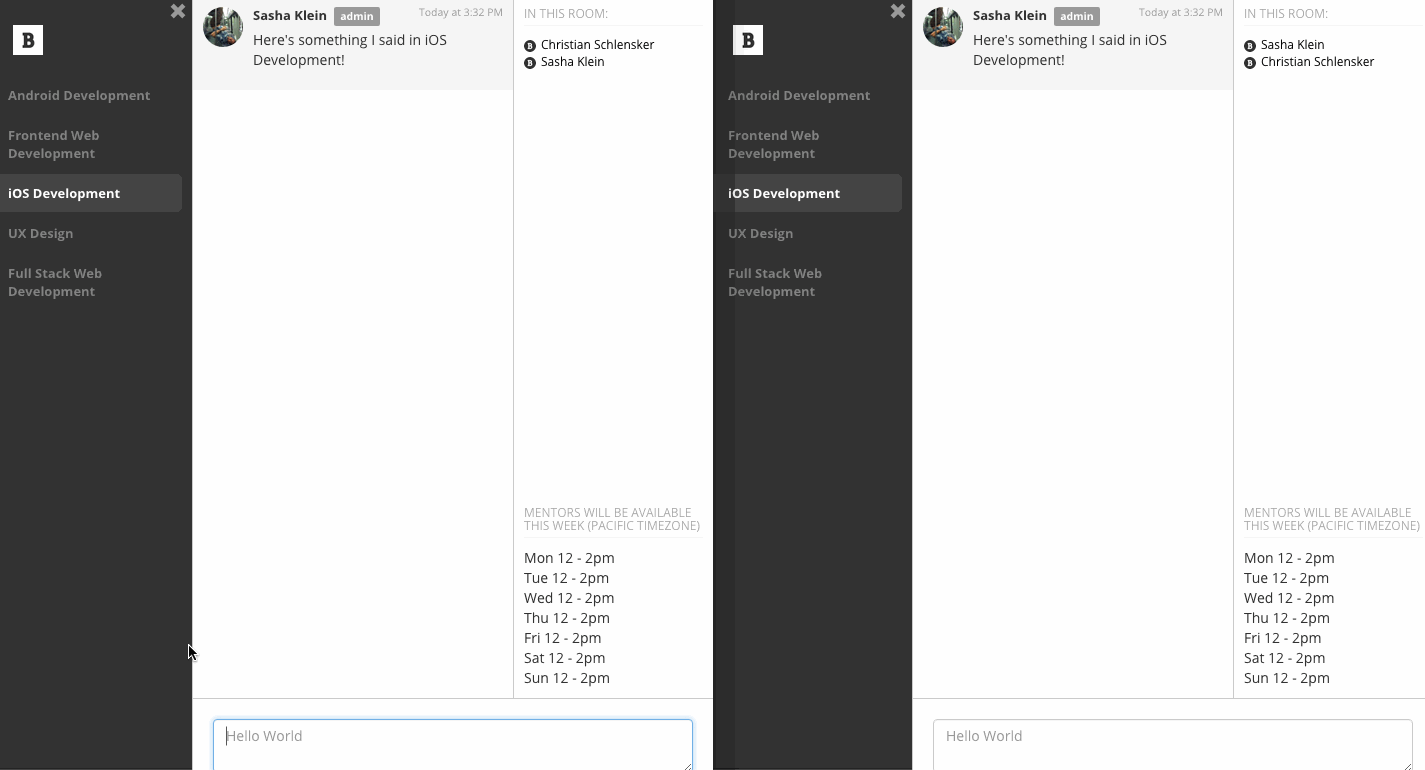 ✖
B
Android Development
Frontend Web
Development
iOS Development
UX Design
Full Stack Web
Development
Sasha Klein admin Today at 3:32 PM
Here's something I said in iOS
Development!
IN THIS ROOM:
Christian Schlensker
Sasha Klein
MENTORS WILL BE AVAILABLE
THIS WEEK (PACIFIC TIMEZONE)
Mon 12 - 2pm
Tue 12 - 2pm
Wed 12 - 2pm
Thu 12 - 2pm
Fri 12 - 2pm
Sat 12 - 2pm
Sun 12 - 2pm
Hello World
✖
B
Android Development
Frontend Web
Development
iOS Development
UX Design
Full Stack Web
Development
Sasha Klein admin Today at 3:32 PM
Here's something I said in iOS
Development!
IN THIS ROOM:
Sasha Klein
Christian Schlensker
MENTORS WILL BE AVAILABLE
THIS WEEK (PACIFIC TIMEZONE)
Mon 12 - 2pm
Tue 12 - 2pm
Wed 12 - 2pm
Thu 12 - 2pm
Fri 12 - 2pm
Sat 12 - 2pm
Sun 12 - 2pm
Hello World